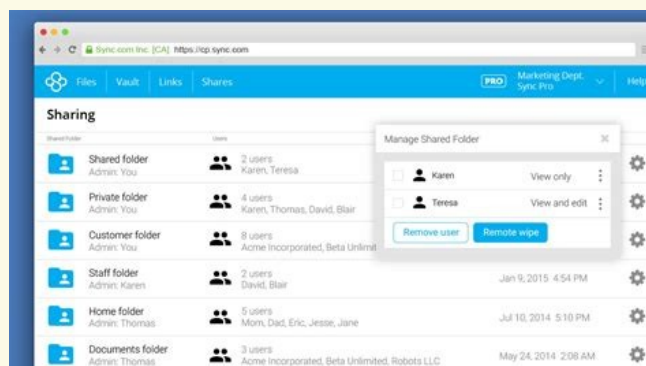 Sync.com Inc. [CA] https://cp.sync.com
Files Vault Links Shares PRO Marketing Dept. Help
Sync Pro
Sharing
Shared Folder Users
Manage Shared Folder
Shared folder 2 users
Admin: You Karen, Teresa
Karen View only
Private folder 4 users
Admin: You Karen, Thomas, David, Blair
Teresa View and edit
Customer folder 8 users
Admin: You Acme Incorporated, Beta Unlimit
Remove user Remote wipe
Staff folder 2 users
Admin: Karen David, Blair Jan 9, 2015 4:54 PM
Home folder 5 users
Admin: Thomas Mom, Dad, Eric, Jesse, Jane Jul 10, 2014 5:10 PM
Documents folder 3 users
Admin: Thomas Acme Incorporated, Beta Unlimited, Robots LLC May 24, 2014 2:08 AM